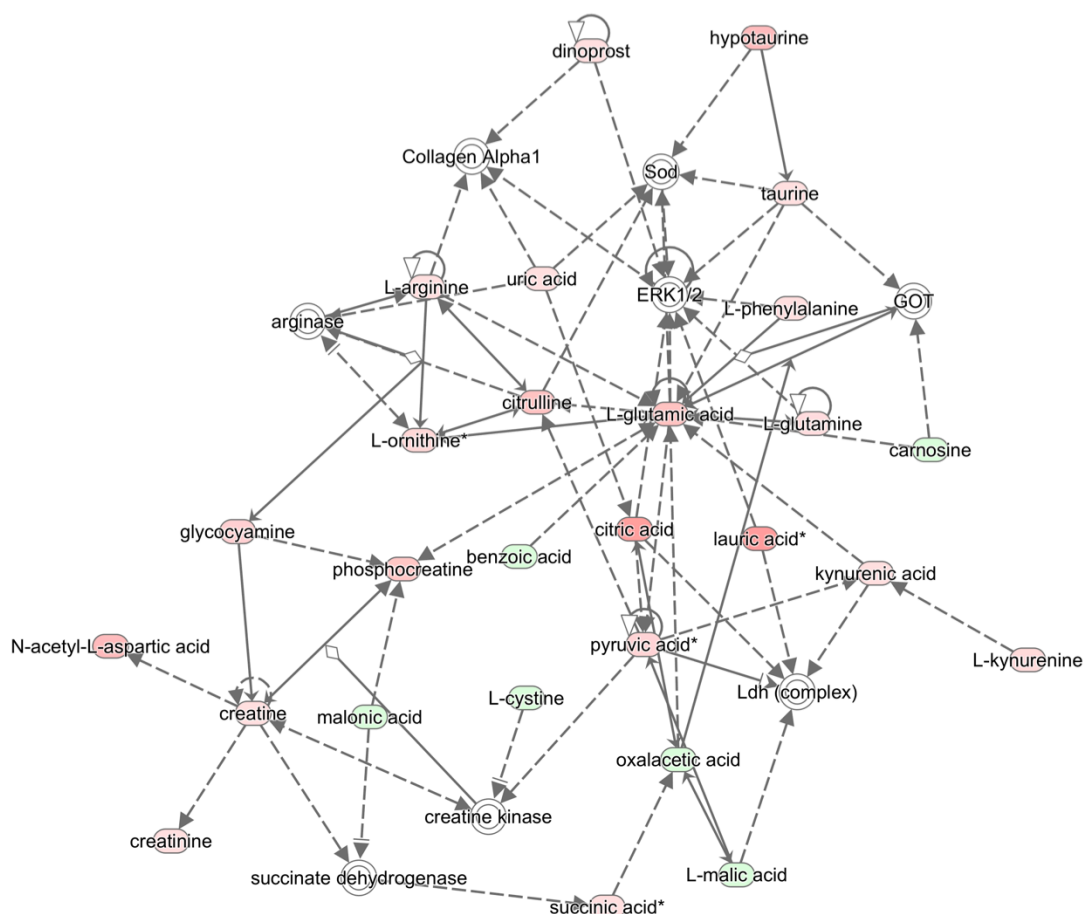 hypotaurine
dinoprost
Collagen Alpha1
Sod
taurine
L-arginine
uric acid
ERK1/2
L-phenylalanine
GOT
arginase
citrulline
L-glutamic acid
L-glutamine
L-ornithine*
carnosine
glycocyamine
citric acid
lauric acid*
phosphocreatine
benzoic acid
kynurenic acid
N-acetyl-L-aspartic acid
pyruvic acid*
L-kynurenine
Ldh (complex)
L-cystine
creatine
malonic acid
oxalacetic acid
creatine kinase
creatinine
succinate dehydrogenase
L-malic acid
succinic acid*